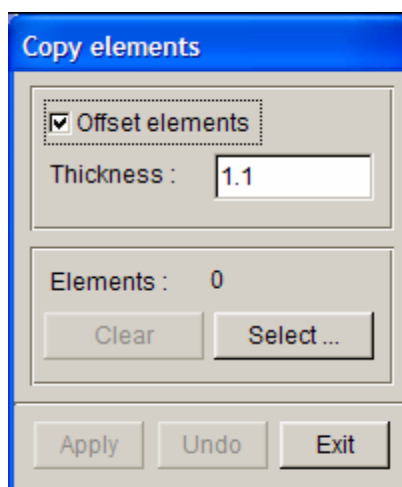 Copy elements
Offset elements
Thickness : 1.1
Elements : 0
Clear Select ...
Apply Undo Exit